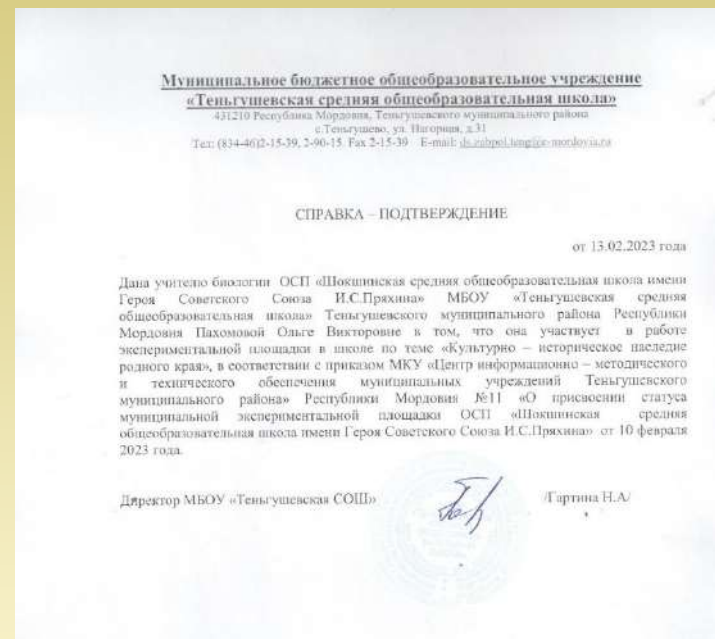 Муниципальное бюджетное общеобразовательное учреждение
«Теньгушевская средняя общеобразовательная школа»
431210 Республика Мордовия, Теньгушевского муниципального района
с.Теньгушево, ул. Нагорная, д.31
Тел: (834-46)2-15-39, 2-90-15. Fax 2-15-39 E-mail:
СПРАВКА – ПОДТВЕРЖДЕНИЕ
от 13.02.2023 года
Дана учителю биологии ОСП «Шокшинская средняя общеобразовательная школа имени
Героя Советского Союза И.С.Пряхина» МБОУ «Теньгушевская средняя
общеобразовательная школа» Теньгушевского муниципального района Республики
Мордовия Пахомовой Ольге Викторовне в том, что она участвует в работе
экспериментальной площадки в школе по теме «Культурно – историческое наследие
родного края», в соответствии с приказом МКУ «Центр информационно – методического
и технического обеспечения муниципальных учреждений Теньгушевского
муниципального района» Республики Мордовия №11 «О присвоении статуса
муниципальной экспериментальной площадки ОСП «Шокшинская средняя
общеобразовательная школа имени Героя Советского Союза И.С.Пряхина» от 10 февраля
2023 года.
Директор МБОУ «Теньгушевская СОШ» /Гартина Н.А/